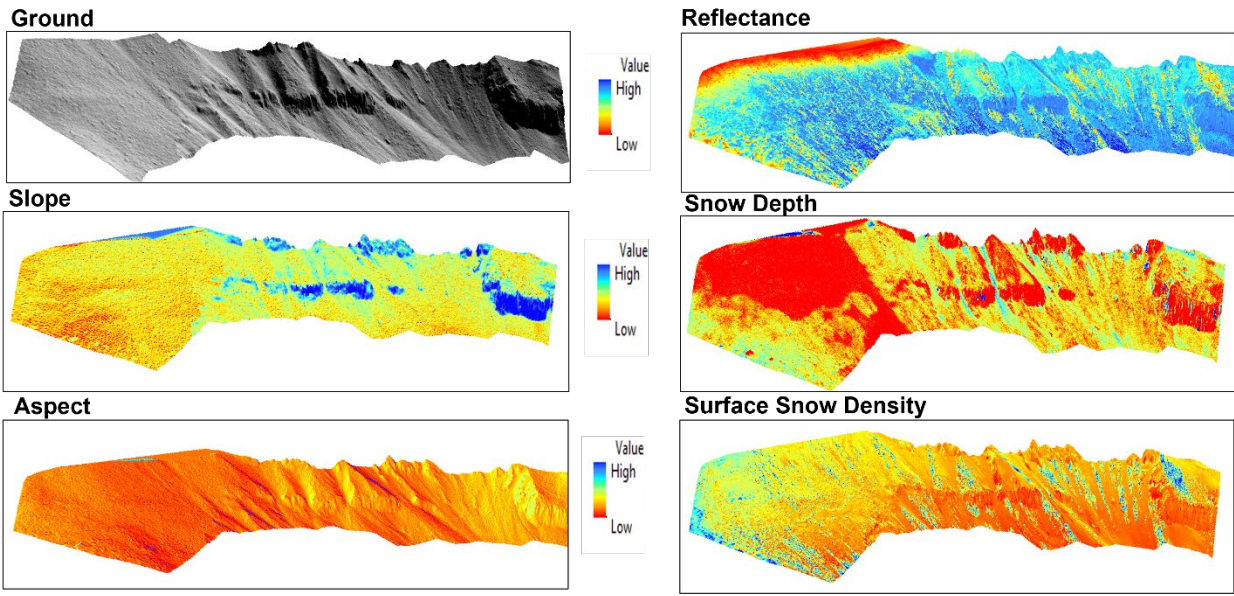 Ground
Reflectance
Value
High
Low
Slope
Snow Depth
Value
High
Low
Aspect
Surface Snow Density
Value
High
Low